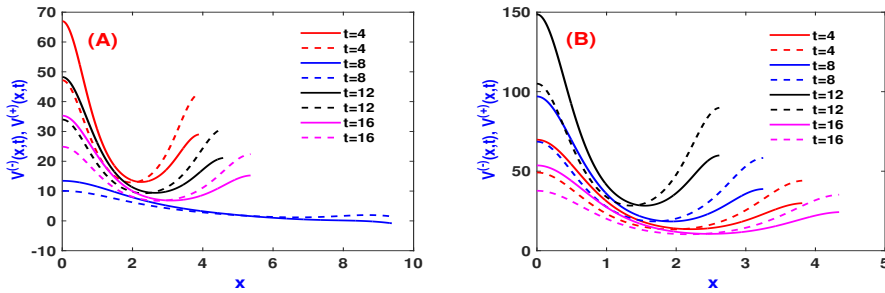 (A)
V(-)(x,t), V(+)(x,t)
70
60
50
40
30
20
10
0
-10
0
2
4
6
8
10
x
t=4
t=4
t=8
t=8
t=12
t=12
t=16
t=16
(B)
V(-)(x,t), V(+)(x,t)
150
100
50
0
0
1
2
3
4
5
x
t=4
t=4
t=8
t=8
t=12
t=12
t=16
t=16